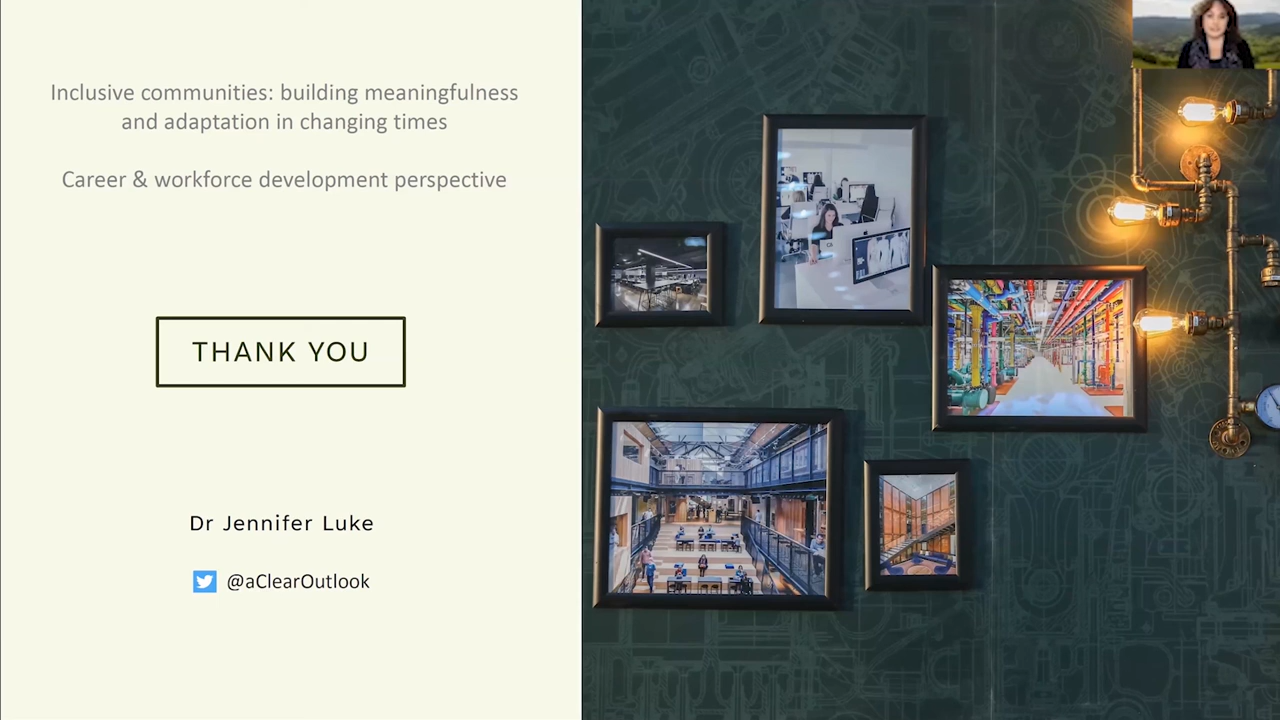 Inclusive communities: building meaningfulness
and adaptation in changing times
Career & workforce development perspective
THANK YOU
Dr Jennifer Luke
@aClearOutlook